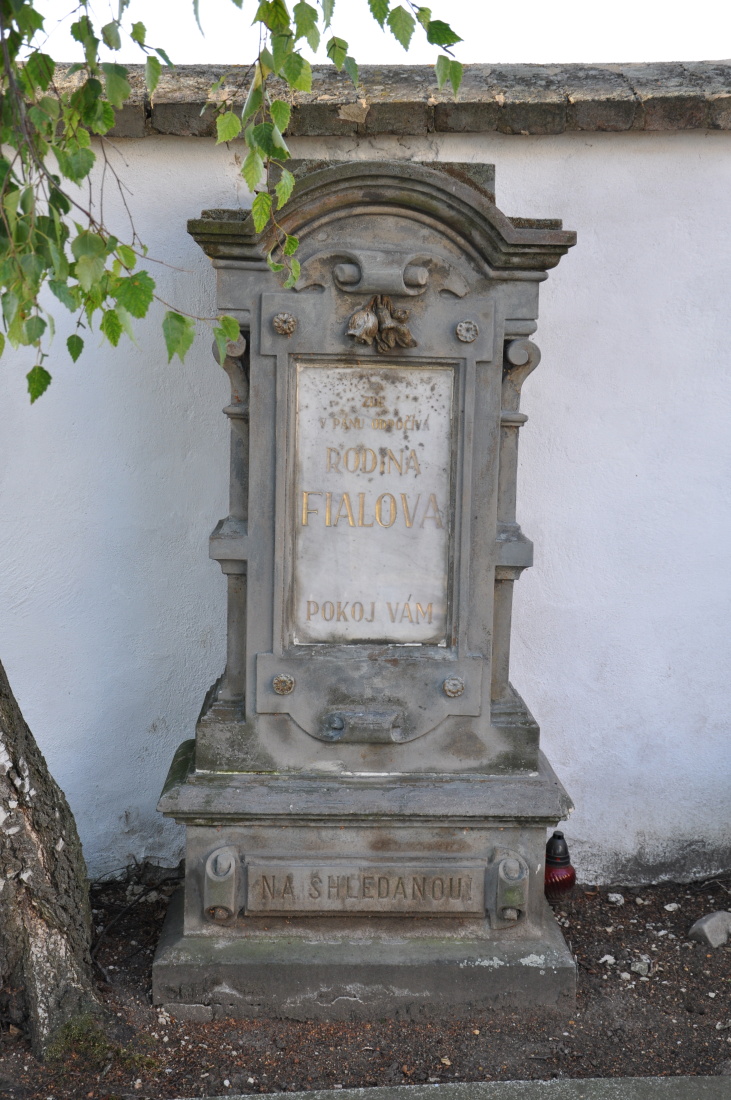 ZDE
V PÁNU ODPOČÍVÁ
RODINA
FIALOVA
POKOJ VÁM
NA SHLEDANOU!